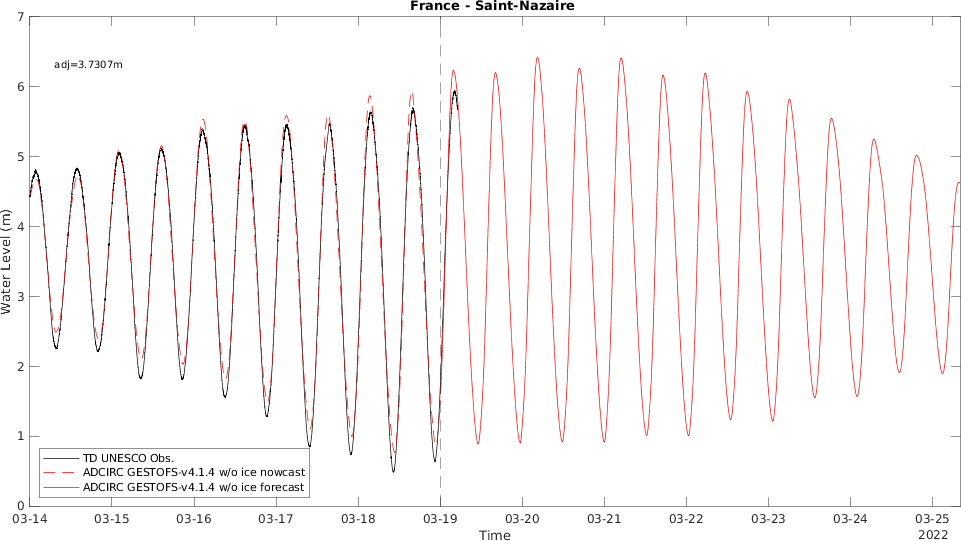 France - Saint-Nazaire
7
adj=3.7307m
6
5
4
3
2
1
0
Water Level (m)
TD UNESCO Obs.
ADCIRC GESTOFS-v4.1.4 w/o ice nowcast
ADCIRC GESTOFS-v4.1.4 w/o ice forecast
03-14 03-15 03-16 03-17 03-18 03-19 03-20 03-21 03-22 03-23 03-24 03-25
Time 2022